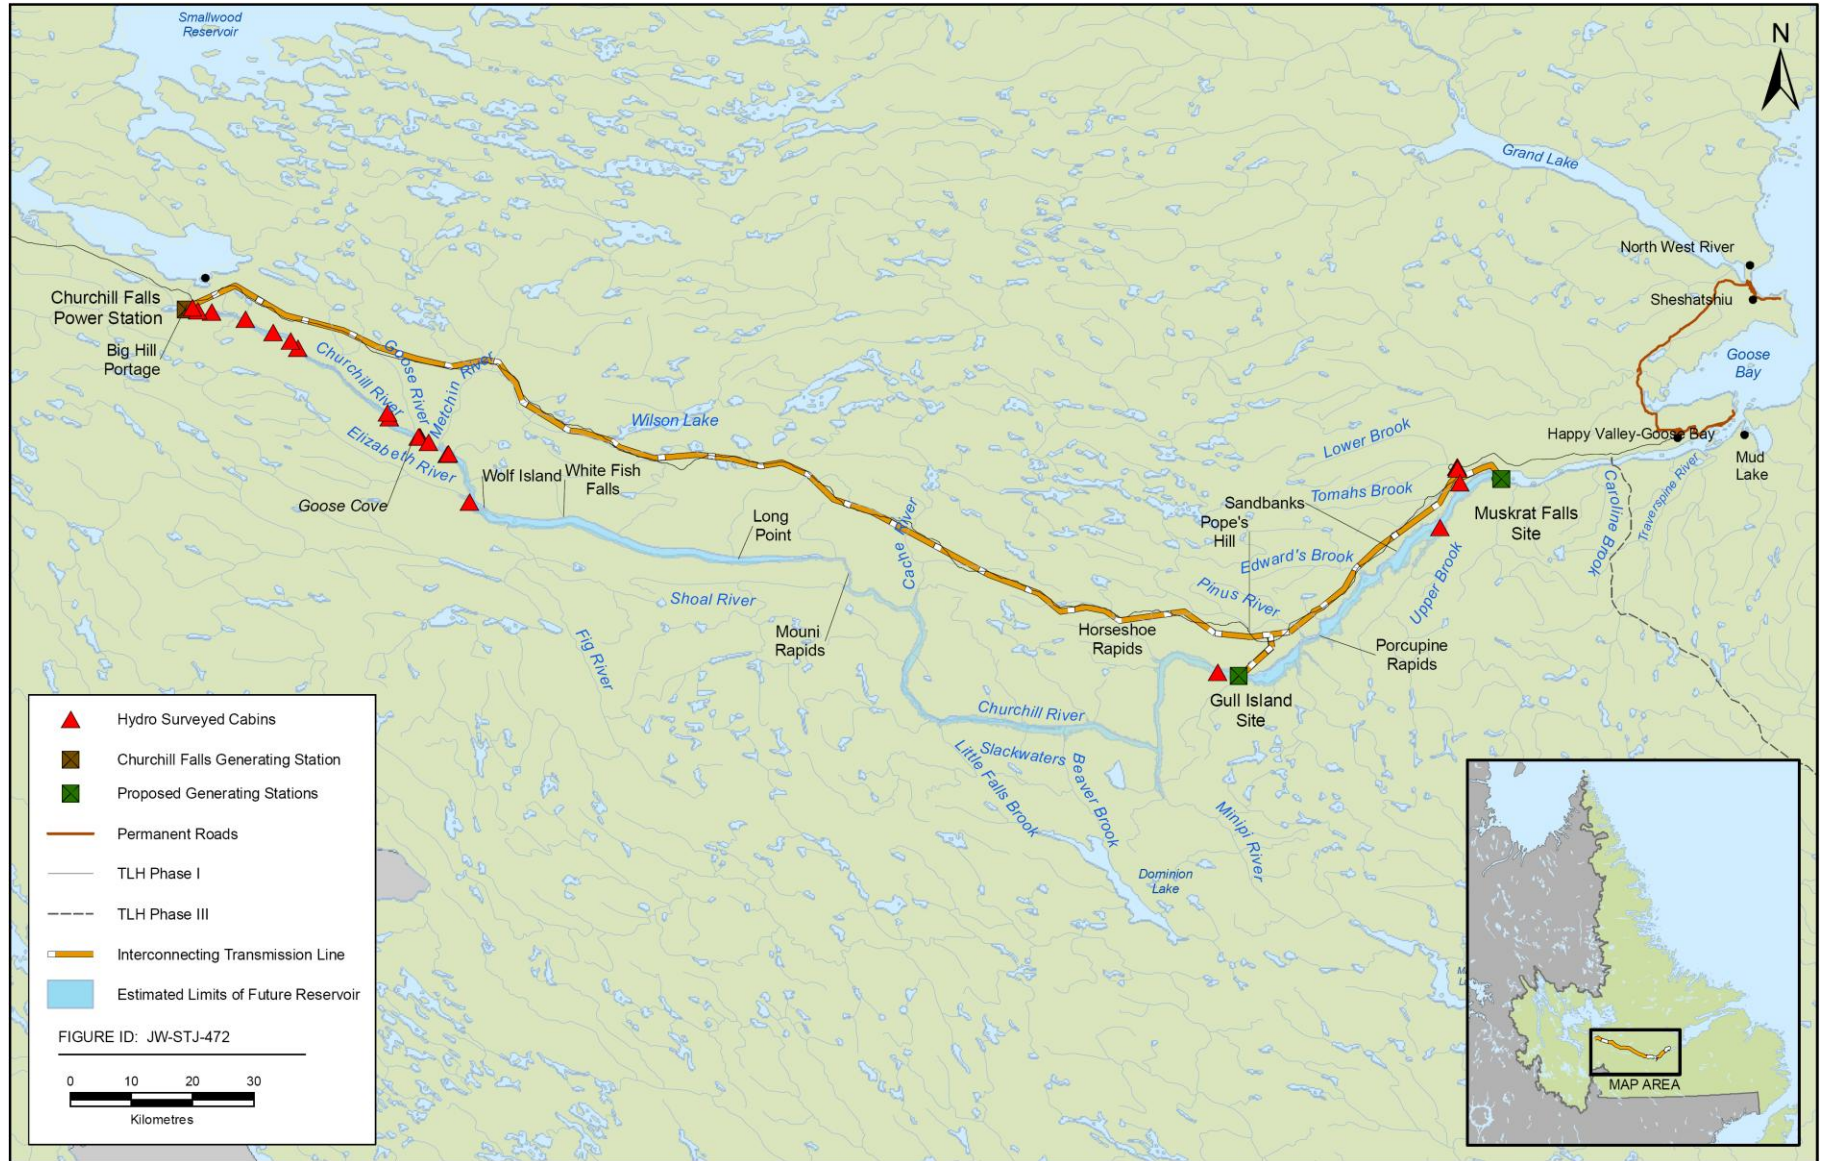 Smallwood
Reservoir
N
Grand Lake
North West River
Sheshatshiu
Goose
Bay
Churchill Falls
Power Station
Big Hill
Portage
Churchill River
Goose River
Metchin River
Elizabeth River
Goose Cove
Wolf Island
White Fish
Falls
Wilson Lake
Long
Point
Cache River
Shoal River
Fig River
Mouni
Rapids
Lower Brook
Tomahs Brook
Sandbanks
Pope's
Hill
Edward's Brook
Pinus River
Horseshoe
Rapids
Happy Valley-Goose Bay
Mud
Lake
Muskrat Falls
Site
Caroline Brook
Traverspine River
Upper Brook
Porcupine
Rapids
Gull Island
Site
Churchill River
Slackwaters
Little Falls Brook
Beaver Brook
Minipi River
Dominion
Lake
Hydro Surveyed Cabins
Churchill Falls Generating Station
Proposed Generating Stations
Permanent Roads
TLH Phase I
TLH Phase III
Interconnecting Transmission Line
Estimated Limits of Future Reservoir
FIGURE ID: JW-STJ-472
0 10 20 30
Kilometres
MAP AREA